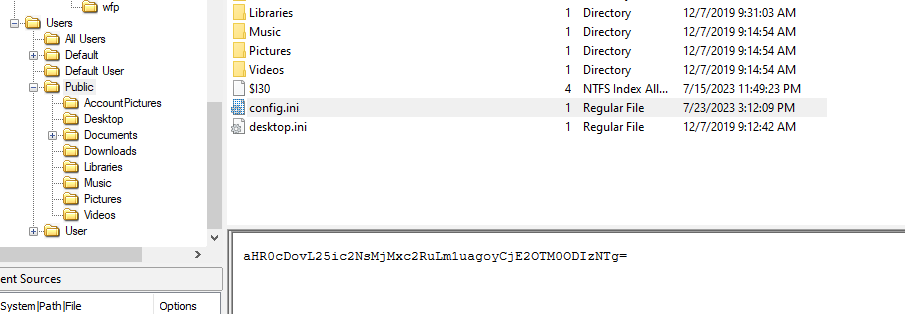 wfp
Users
All Users
Default
Default User
Public
AccountPictures
Desktop
Documents
Downloads
Libraries
Music
Pictures
Videos
User
ent Sources
System|Path|File Options
Libraries 1 Directory 12/7/2019 9:31:03 AM
Music 1 Directory 12/7/2019 9:14:54 AM
Pictures 1 Directory 12/7/2019 9:14:54 AM
Videos 1 Directory 12/7/2019 9:14:54 AM
$I30 4 NTFS Index All... 7/15/2023 11:49:23 PM
config.ini 1 Regular File 7/23/2023 3:12:09 PM
desktop.ini 1 Regular File 12/7/2019 9:12:42 AM
aHR0cDovL25ic2NsMjMxc2RuLm1uagoyCjE2OTM0ODIzNTg=